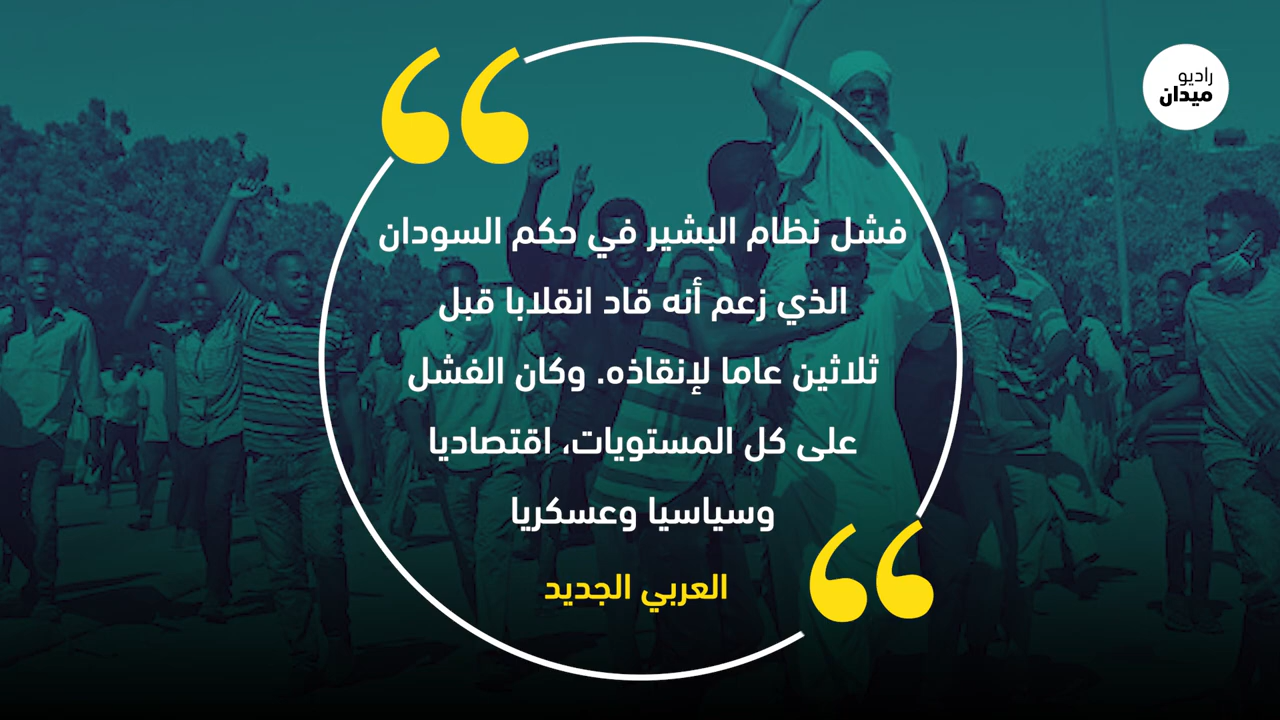 راديو
ميدان
فشل نظام البشير في حكم السودان
الذي زعم أنه قاد انقلابا قبل
ثلاثين عاما لإنقاذه. وكان الفشل
على كل المستويات، اقتصاديا
وسياسيا وعسكريا
العربي الجديد